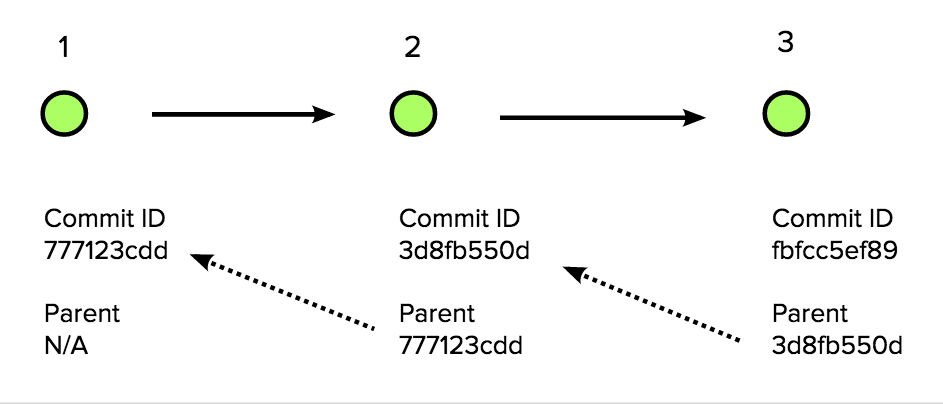 1
2
3
Commit ID
777123cdd
Parent
N/A
Commit ID
3d8fb550d
Parent
777123cdd
Commit ID
fbfcc5ef89
Parent
3d8fb550d